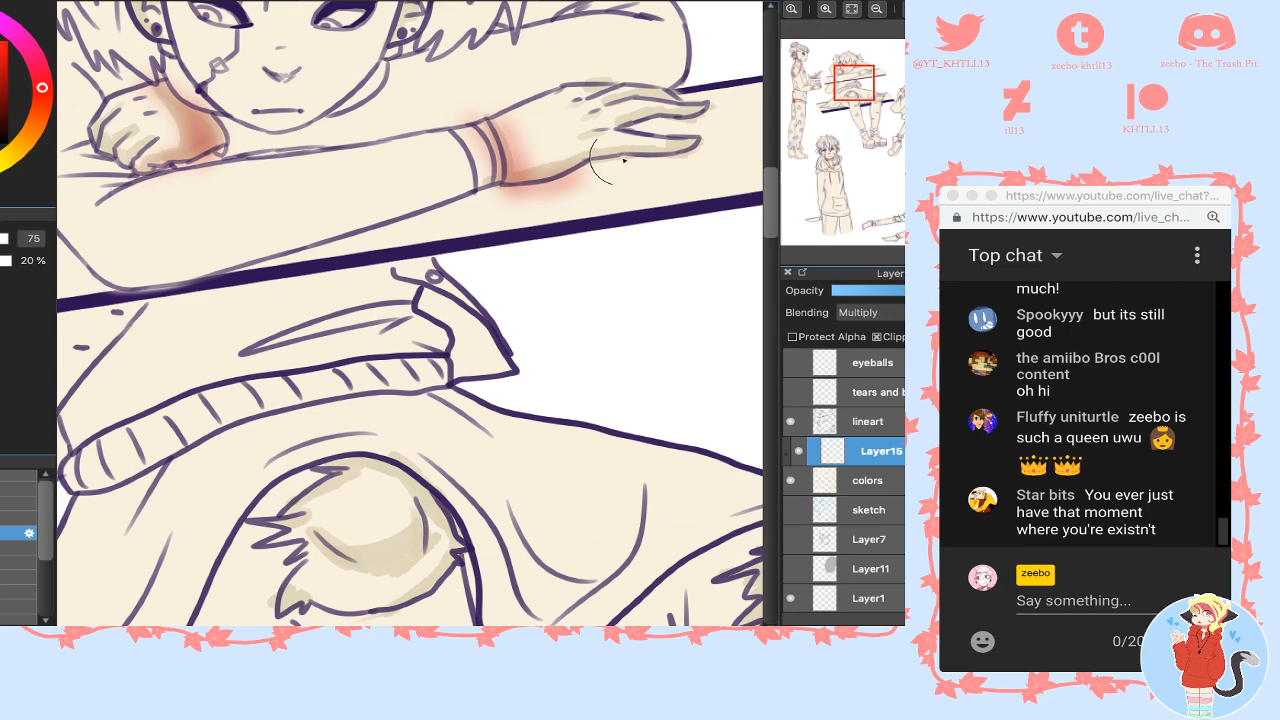 @YT_KHTLL13
zeebo-khtll13
zeebo - The Trash Pit
tll13
KHTLL13
75
20 %
Layer
Opacity
Blending Multiply
Protect Alpha Clipp
eyeballs
tears and b
lineart
Layer15
colors
sketch
Layer7
Layer11
Layer1
https://www.youtube.com/live_chat?...
https://www.youtube.com/live_ch...
Top chat
much!
Spookyyy but its still
good
the amiibo Bros c00l
content
oh hi
Fluffy uniturtle zeebo is
such a queen uwu 👸
👑👑
Star bits You ever just
have that moment
where you're existn't
zeebo
Say something...
0/20